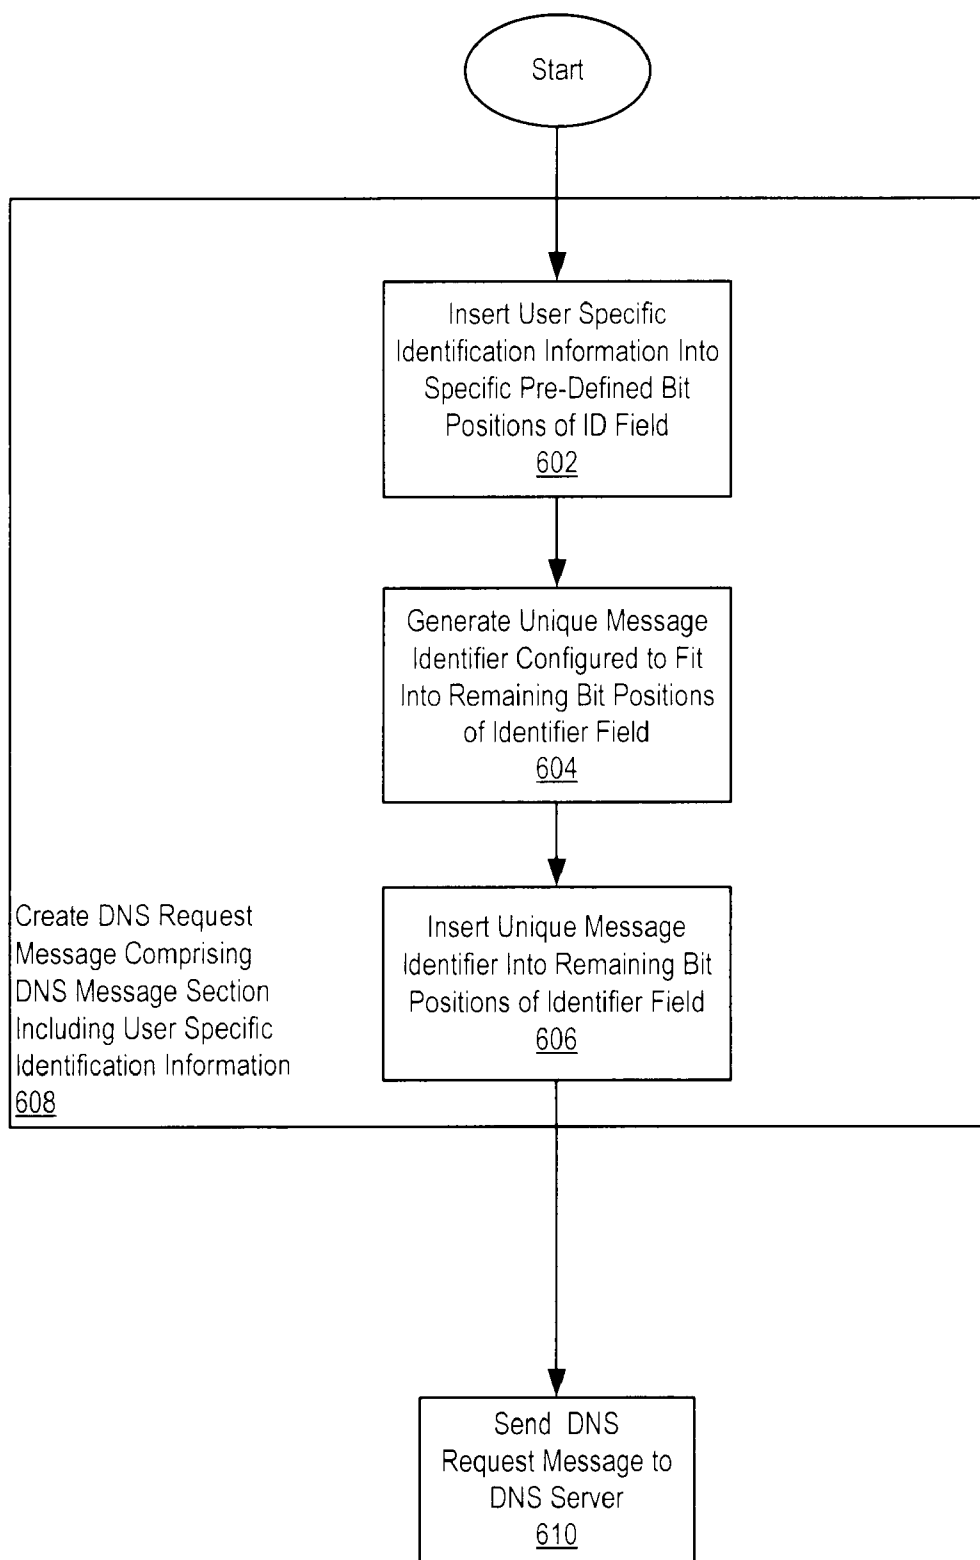 Start
Insert User Specific
Identification Information Into
Specific Pre-Defined Bit
Positions of ID Field
602
Generate Unique Message
Identifier Configured to Fit
Into Remaining Bit Positions
of Identifier Field
604
Insert Unique Message
Identifier Into Remaining Bit
Positions of Identifier Field
606
Create DNS Request
Message Comprising
DNS Message Section
Including User Specific
Identification Information
608
Send DNS
Request Message to
DNS Server
610